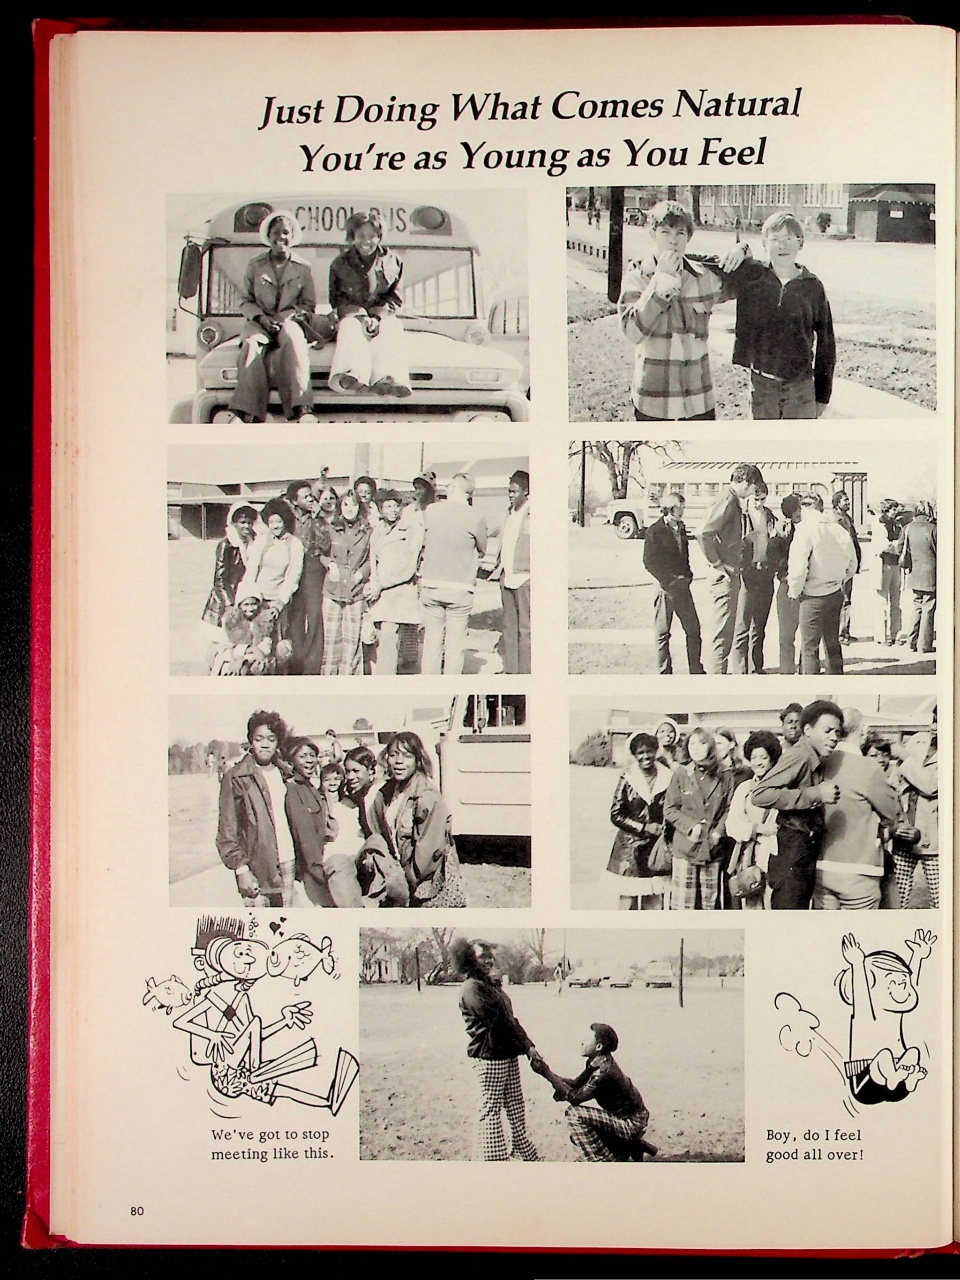 Just Doing What Comes Natural
You're as Young as You Feel
CHOOL BUS
We've got to stop
meeting like this.
Boy, do I feel
good all over!
80